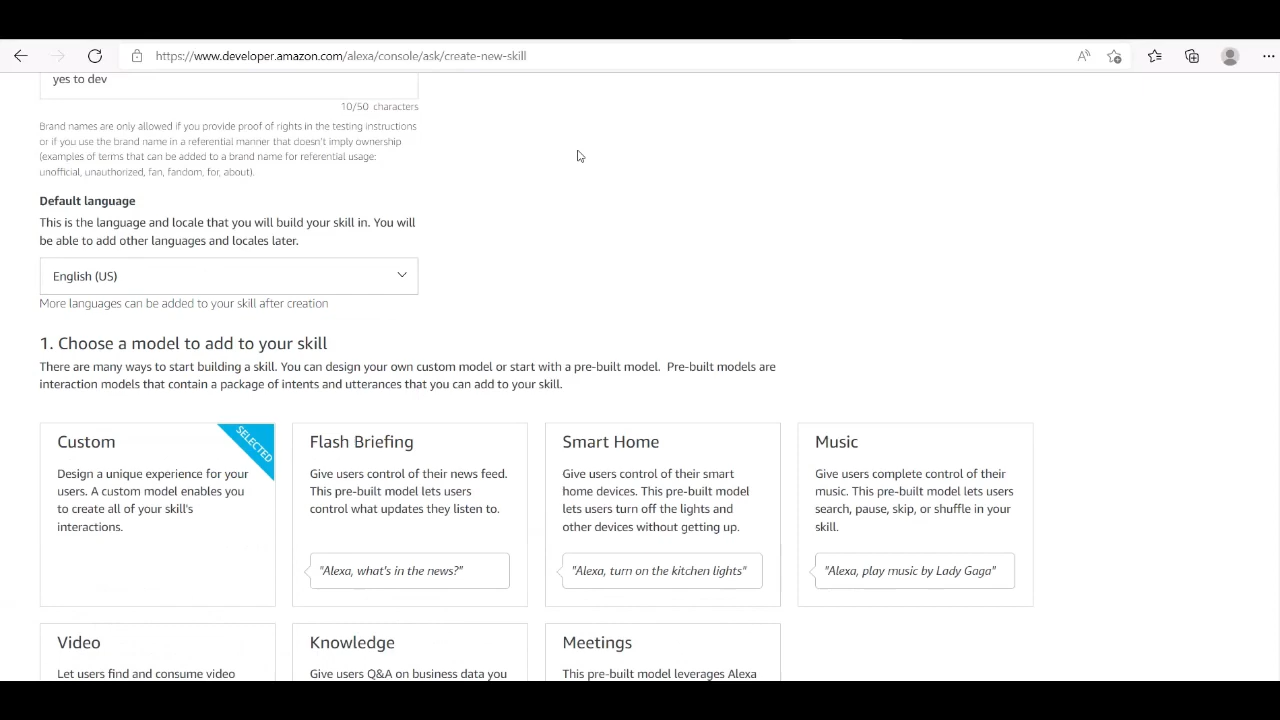 https://www.developer.amazon.com/alexa/console/ask/create-new-skill
yes to dev
10/50 characters
Brand names are only allowed if you provide proof of rights in the testing instructions
or if you use the brand name in a referential manner that doesn't imply ownership
(examples of terms that can be added to a brand name for referential usage:
unofficial, unauthorized, fan, fandom, for, about).
Default language
This is the language and locale that you will build your skill in. You will
be able to add other languages and locales later.
English (US)
More languages can be added to your skill after creation
1. Choose a model to add to your skill
There are many ways to start building a skill. You can design your own custom model or start with a pre-built model. Pre-built models are
interaction models that contain a package of intents and utterances that you can add to your skill.
Custom
SELECTED
Design a unique experience for your
users. A custom model enables you
to create all of your skill's
interactions.
Flash Briefing
Give users control of their news feed.
This pre-built model lets users
control what updates they listen to.
"Alexa, what's in the news?"
Smart Home
Give users control of their smart
home devices. This pre-built model
lets users turn off the lights and
other devices without getting up.
"Alexa, turn on the kitchen lights"
Music
Give users complete control of their
music. This pre-built model lets users
search, pause, skip, or shuffle in your
skill.
"Alexa, play music by Lady Gaga"
Video
Let users find and consume video
Knowledge
Give users Q&A on business data you
Meetings
This pre-built model leverages Alexa